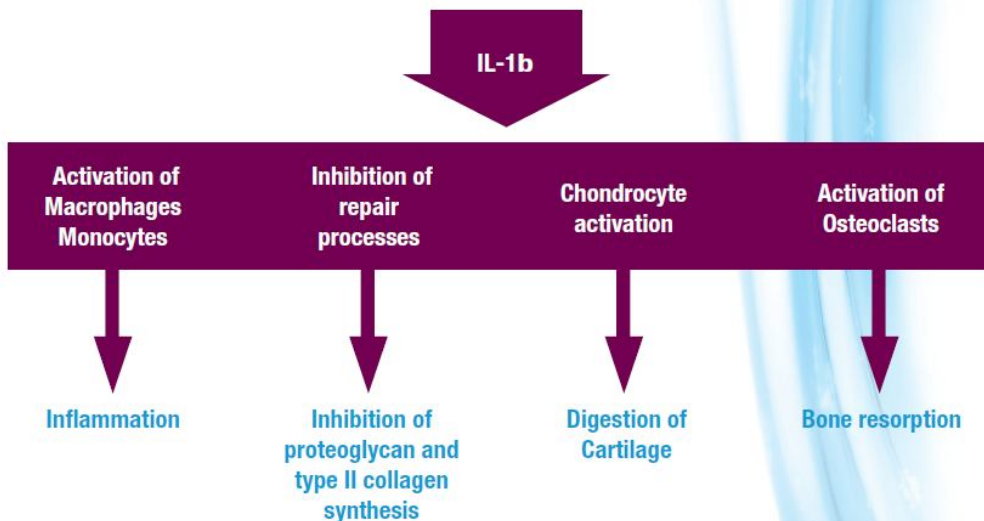 IL-1b
Activation of
Macrophages
Monocytes
Inhibition of
repair
processes
Chondrocyte
activation
Activation of
Osteoclasts
Inflammation
Inhibition of
proteoglycan and
type II collagen
synthesis
Digestion of
Cartilage
Bone resorption